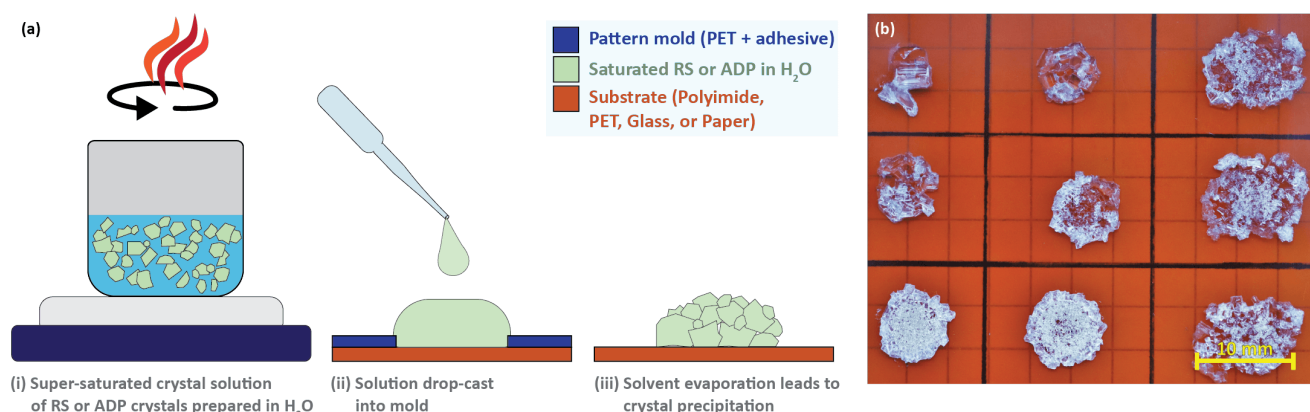 (a)
Pattern mold (PET + adhesive)
Saturated RS or ADP in H₂O
Substrate (Polyimide,
PET, Glass, or Paper)
(i) Super-saturated crystal solution
of RS or ADP crystals prepared in H₂O
(ii) Solution drop-cast
into mold
(iii) Solvent evaporation leads to
crystal precipitation
(b)
10 mm